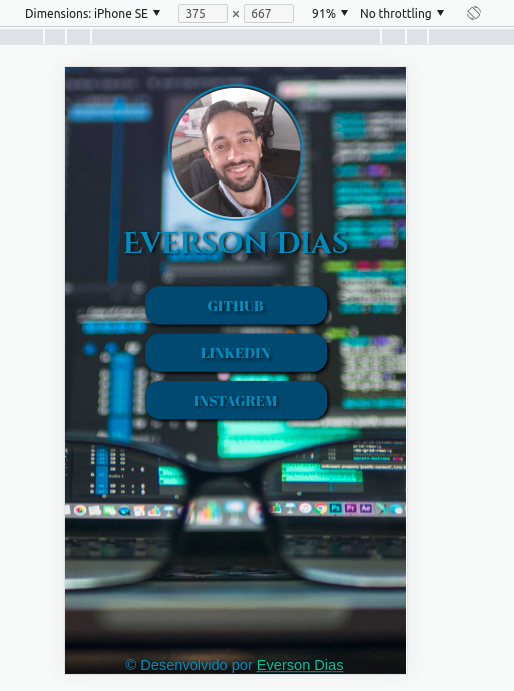 Dimensions: iPhone SE ▼ 375 × 667 91% ▼ No throttling ▼
Everson Dias
GITHUB
LINKEDIN
INSTAGREM
© Desenvolvido por Everson Dias